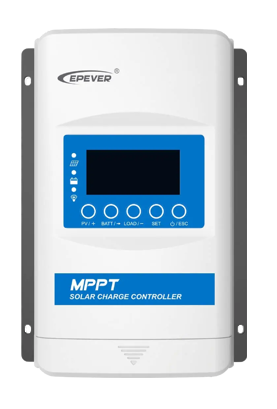 EPEVER®
PV / + BATT / ➔ LOAD / − SET ⏻ / ESC
MPPT
SOLAR CHARGE CONTROLLER